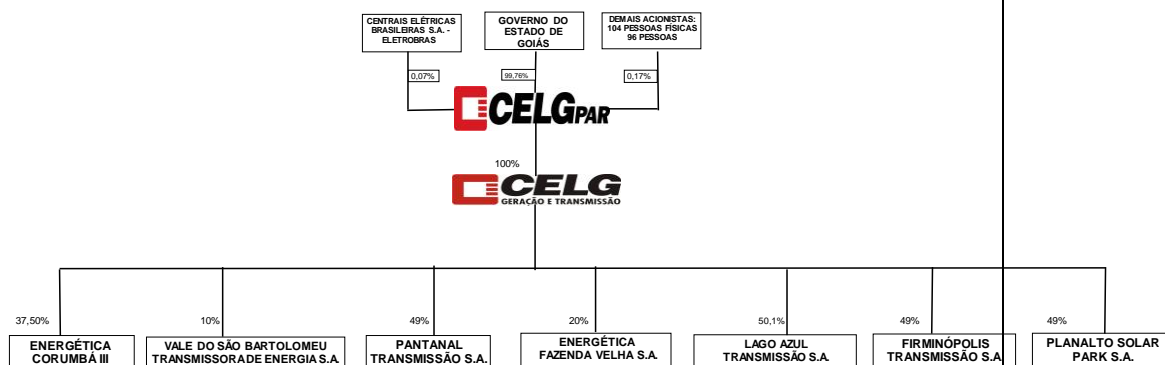 CENTRAIS ELÉTRICAS
BRASILEIRAS S.A. -
ELETROBRAS
GOVERNO DO
ESTADO DE
GOIÁS
DEMAIS ACIONISTAS:
104 PESSOAS FÍSICAS
96 PESSOAS
0,07%
99,76%
0,17%
CELGPAR
100%
CELG
GERAÇÃO E TRANSMISSÃO
37,50%
10%
49%
20%
50,1%
49%
49%
ENERGÉTICA
CORUMBÁ III
VALE DO SÃO BARTOLOMEU
TRANSMISSORA DE ENERGIA S.A.
PANTANAL
TRANSMISSÃO S.A.
ENERGÉTICA
FAZENDA VELHA S.A.
LAGO AZUL
TRANSMISSÃO S.A.
FIRMINÓPOLIS
TRANSMISSÃO S.A
PLANALTO SOLAR
PARK S.A.